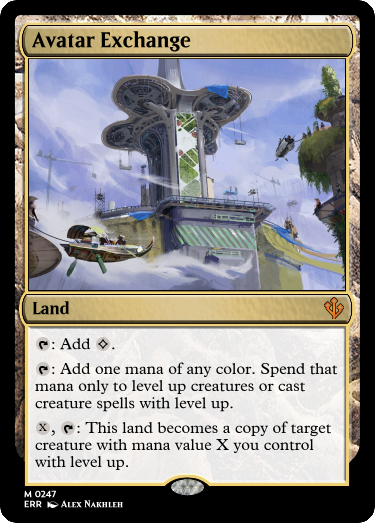 Avatar Exchange
Land
: Add .
: Add one mana of any color. Spend that
mana only to level up creatures or cast
creature spells with level up.
X, : This land becomes a copy of target
creature with mana value X you control
with level up.
M 0247
ERR Alex Nakhleh